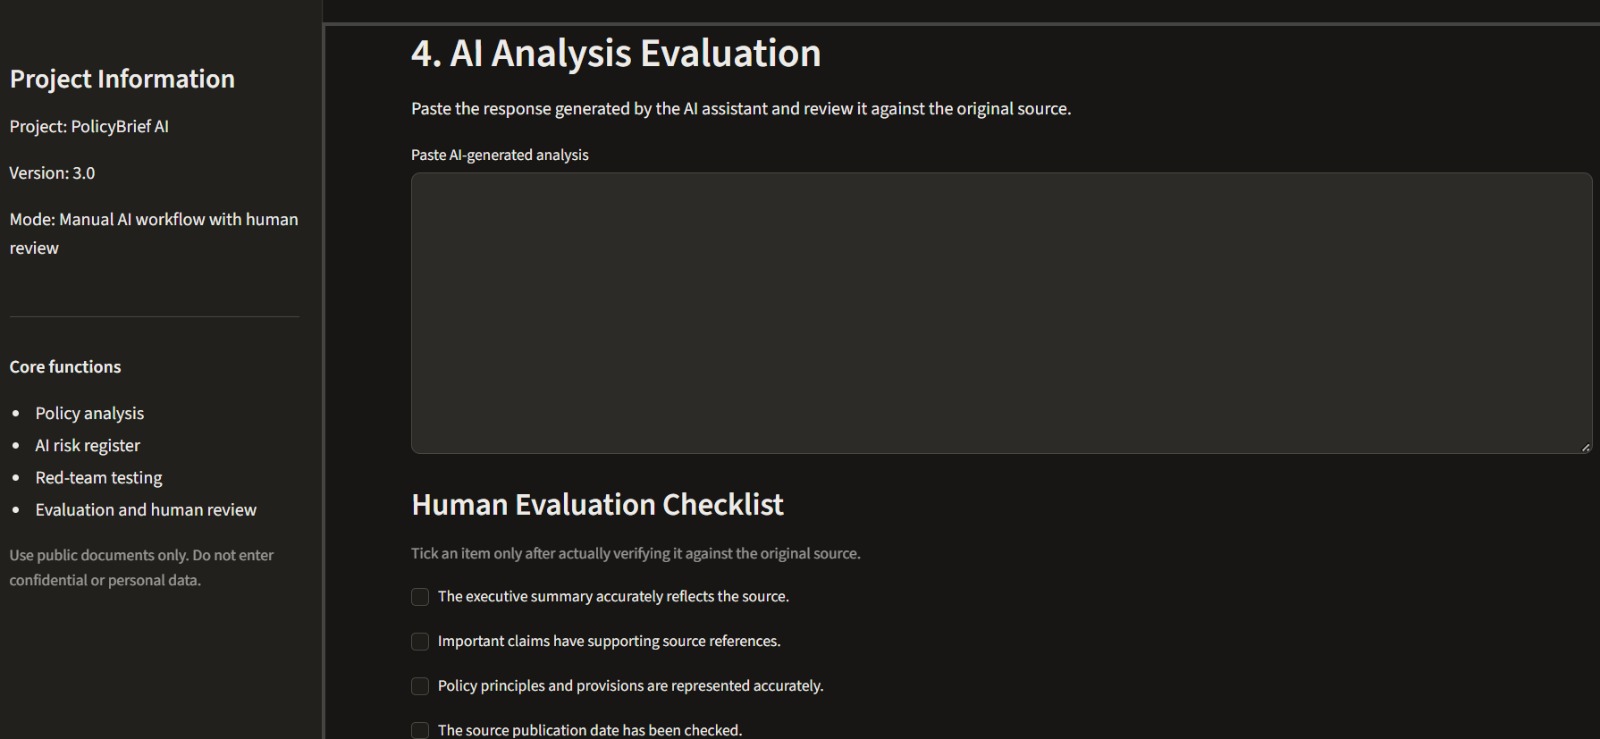 Project Information
Project: PolicyBrief AI
Version: 3.0
Mode: Manual AI workflow with human
review
Core functions
Policy analysis
AI risk register
Red-team testing
Evaluation and human review
Use public documents only. Do not enter
confidential or personal data.
4. AI Analysis Evaluation
Paste the response generated by the AI assistant and review it against the original source.
Paste AI-generated analysis
Human Evaluation Checklist
Tick an item only after actually verifying it against the original source.
The executive summary accurately reflects the source.
Important claims have supporting source references.
Policy principles and provisions are represented accurately.
The source publication date has been checked.